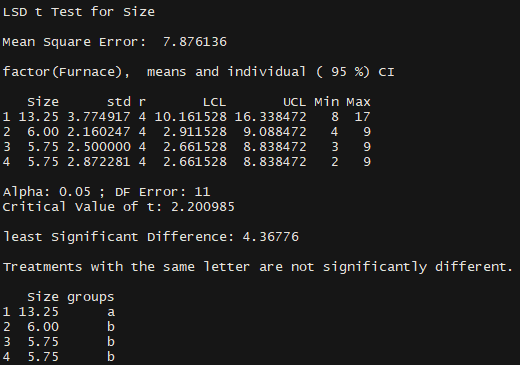 LSD t Test for Size
Mean Square Error:  7.876136
factor(Furnace),  means and individual ( 95 %) CI
   Size      std r       LCL       UCL Min Max
1 13.25 3.774917 4 10.161528 16.338472   8  17
2  6.00 2.160247 4  2.911528  9.088472   4   9
3  5.75 2.500000 4  2.661528  8.838472   3   9
4  5.75 2.872281 4  2.661528  8.838472   2   9
Alpha: 0.05 ; DF Error: 11
Critical Value of t: 2.200985
least Significant Difference: 4.36776
Treatments with the same letter are not significantly different.
   Size groups
1 13.25      a
2  6.00      b
3  5.75      b
4  5.75      b